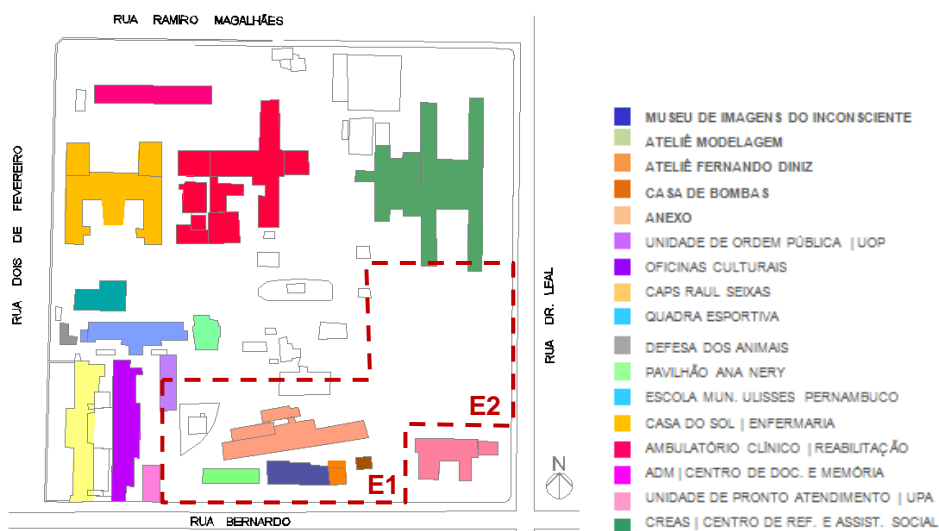 RUA RAMIRO MAGALHÃES
RUA DOIS DE FEVEREIRO
RUA DR. LEAL
E2
E1
N
RUA BERNARDO
MUSEU DE IMAGENS DO INCONSCIENTE
ATELIÊ MODELAGEM
ATELIÊ FERNANDO DINIZ
CASA DE BOMBAS
ANEXO
UNIDADE DE ORDEM PÚBLICA | UOP
OFICINAS CULTURAIS
CAPS RAUL SEIXAS
QUADRA ESPORTIVA
DEFESA DOS ANIMAIS
PAVILHÃO ANA NERY
ESCOLA MUN. ULISSES PERNAMBUCO
CASA DO SOL | ENFERMARIA
AMBULATÓRIO CLÍNICO | REABILITAÇÃO
ADM | CENTRO DE DOC. E MEMÓRIA
UNIDADE DE PRONTO ATENDIMENTO | UPA
CREAS | CENTRO DE REF. E ASSIST. SOCIAL